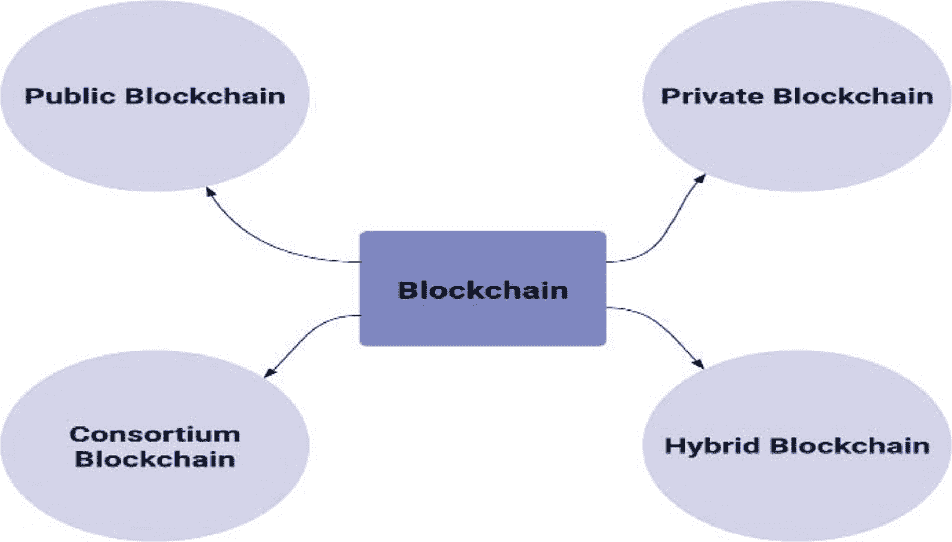 Public Blockchain
Private Blockchain
Blockchain
Consortium
Blockchain
Hybrid Blockchain